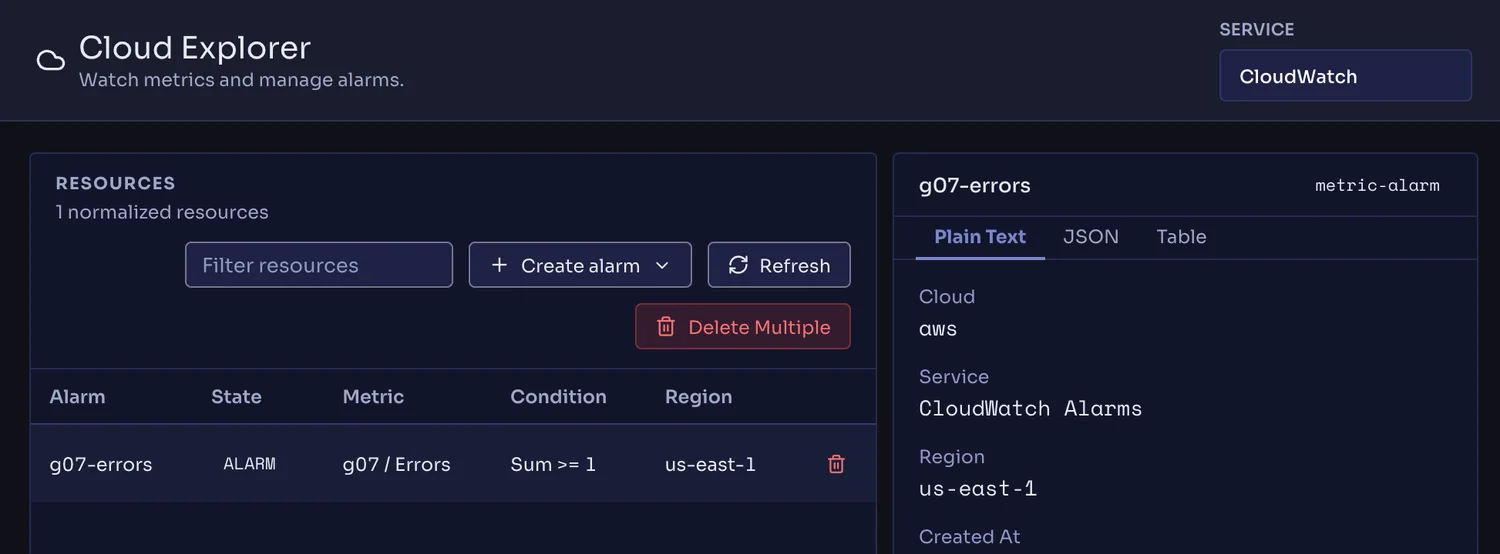 Cloud Explorer
Watch metrics and manage alarms.
SERVICE
CloudWatch
RESOURCES
1 normalized resources
Filter resources
Create alarm
Refresh
Delete Multiple
Alarm State Metric Condition Region
g07-errors ALARM g07 / Errors Sum >= 1 us-east-1
g07-errors metric-alarm
Plain Text JSON Table
Cloud
aws
Service
CloudWatch Alarms
Region
us-east-1
Created At